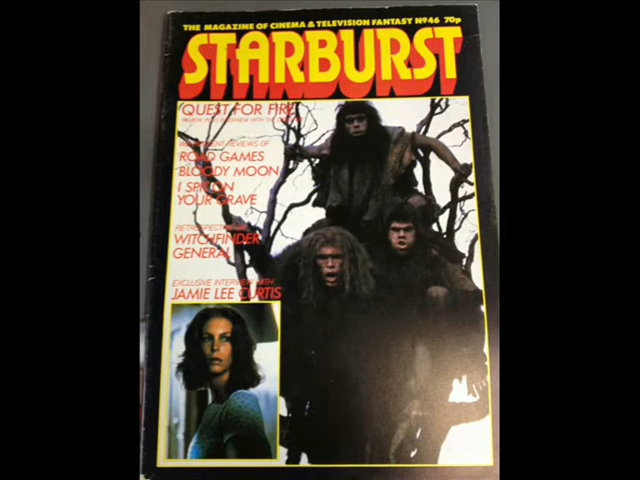 THE MAGAZINE OF CINEMA & TELEVISION FANTASY Nº46 70p
STARBURST
QUEST FOR FIRE
ROAD GAMES
BLOODY MOON
I SPIT ON
YOUR GRAVE
RETROSPECTIVE
WITCHFINDER
GENERAL
EXCLUSIVE INTERVIEW WITH
JAMIE LEE CURTIS